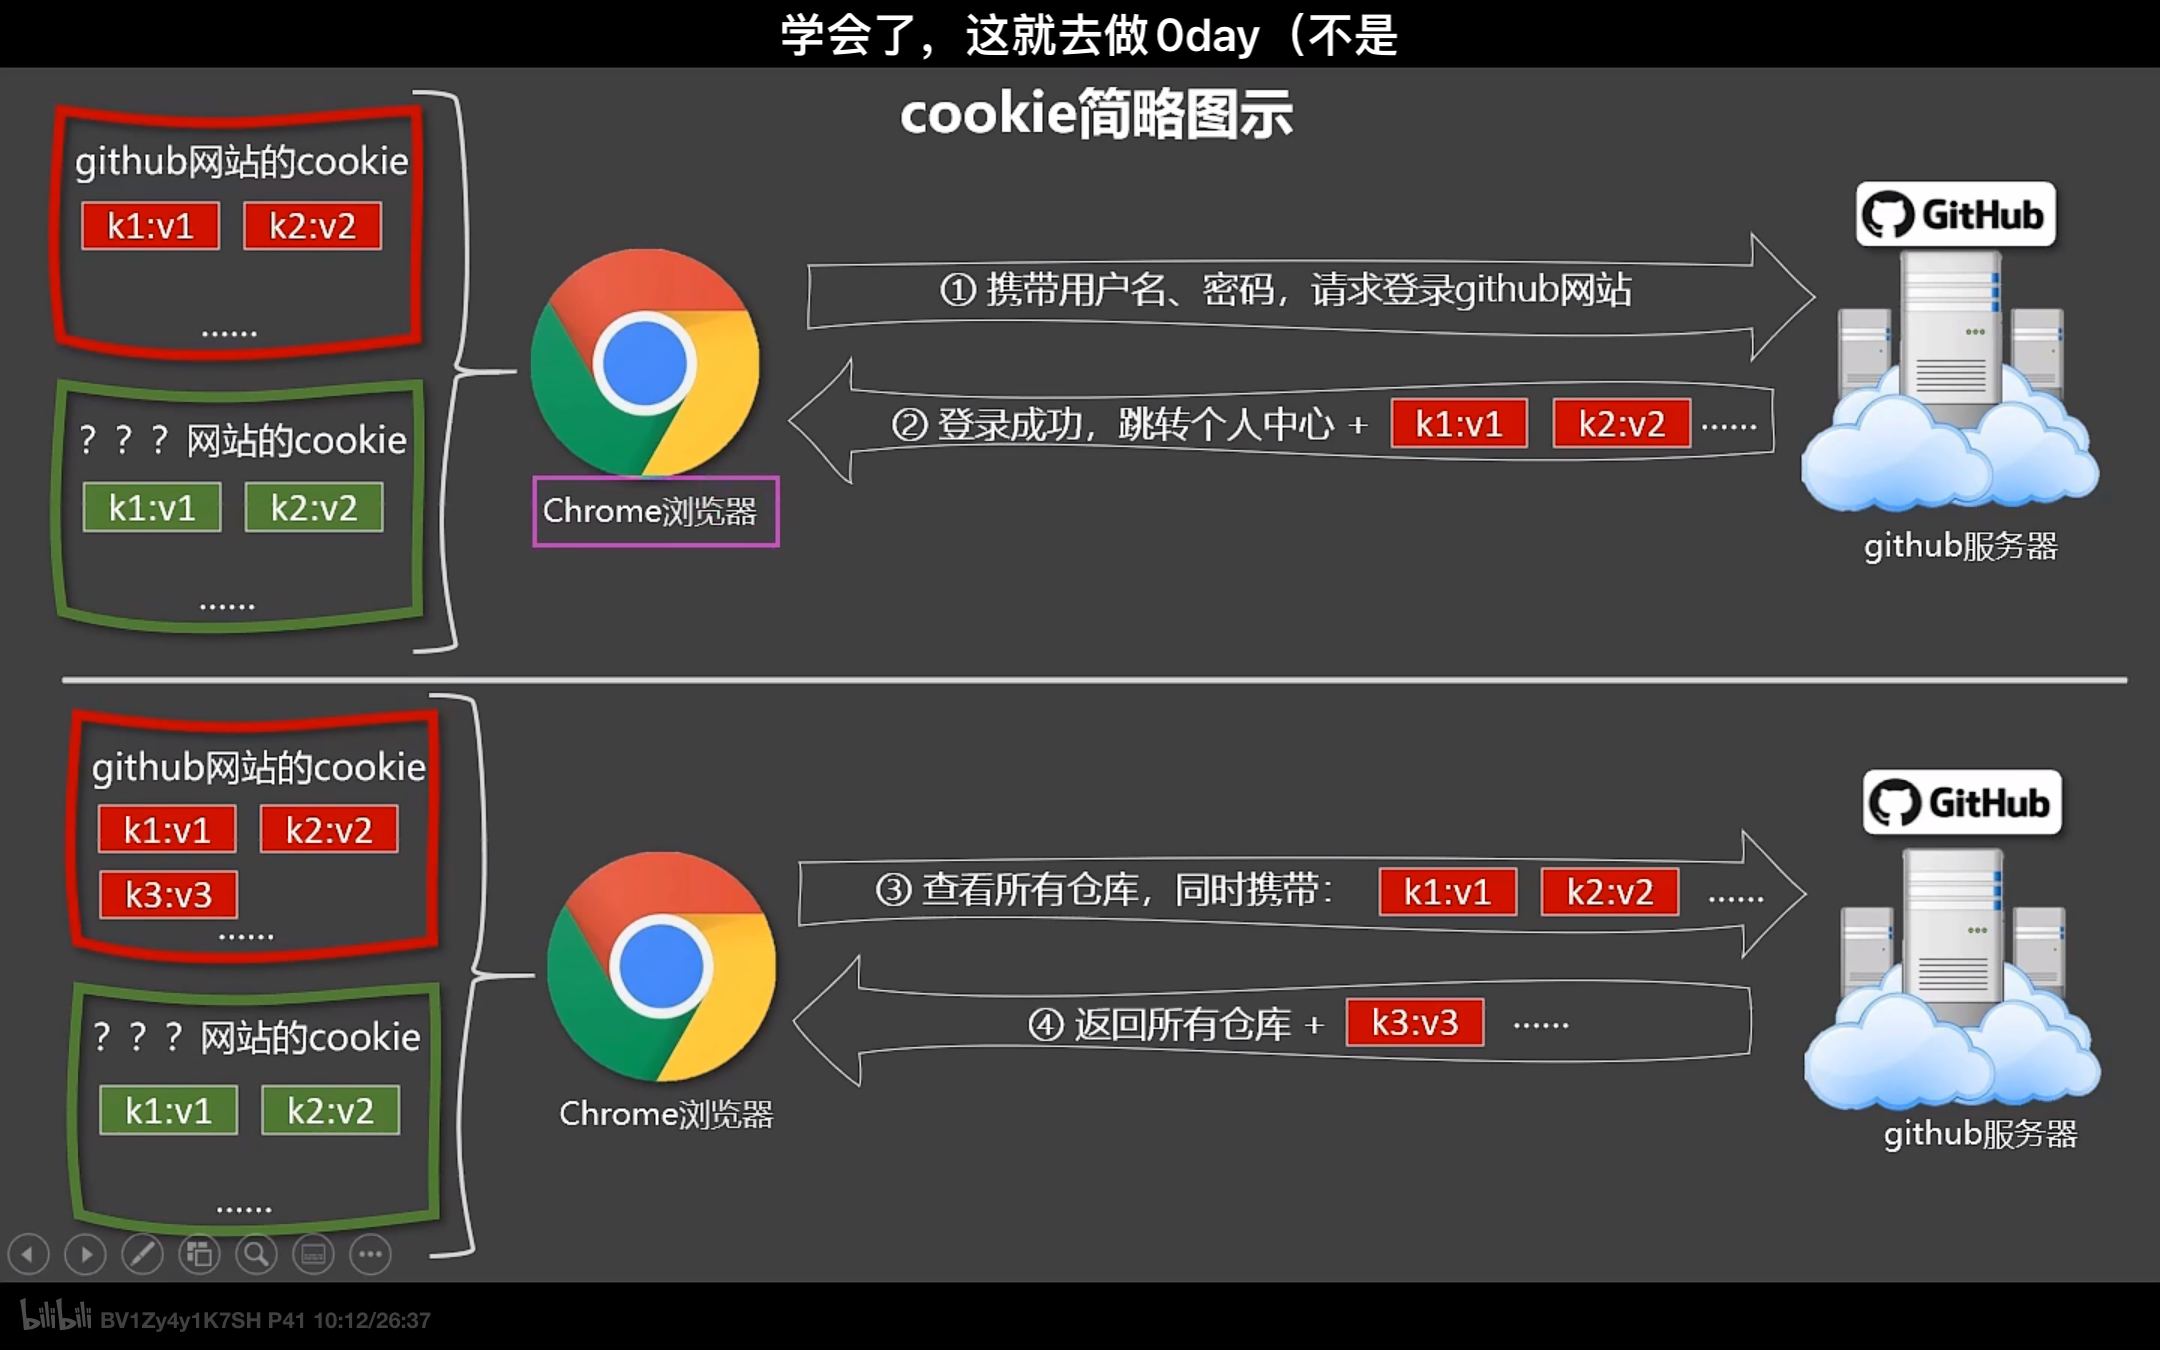 学会了，这就去做0day（不是
cookie简略图示
github网站的cookie
k1:v1 k2:v2
......
？？？网站的cookie
k1:v1 k2:v2
......
Chrome浏览器
① 携带用户名、密码，请求登录github网站
② 登录成功，跳转个人中心 + k1:v1 k2:v2 ......
GitHub
github服务器
github网站的cookie
k1:v1 k2:v2
k3:v3
......
？？？网站的cookie
k1:v1 k2:v2
......
Chrome浏览器
③ 查看所有仓库，同时携带： k1:v1 k2:v2 ......
④ 返回所有仓库 + k3:v3 ......
GitHub
github服务器
bilibili BV1Zy4y1K7SH P41 10:12/26:37